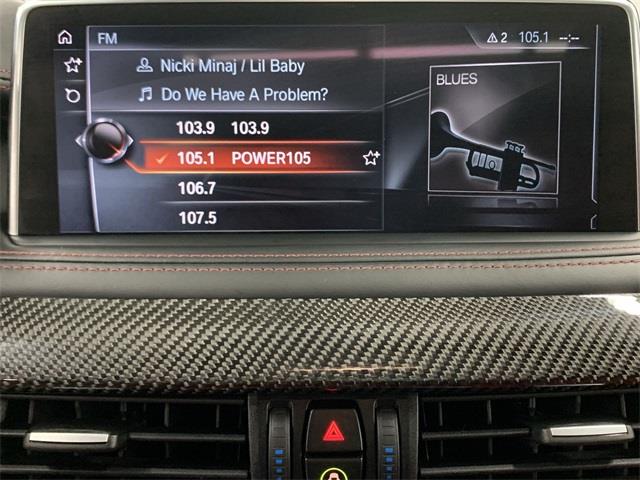 FM
2 105.1 --:--
Nicki Minaj / Lil Baby
Do We Have A Problem?
BLUES
103.9 103.9
105.1 POWER105
106.7
107.5